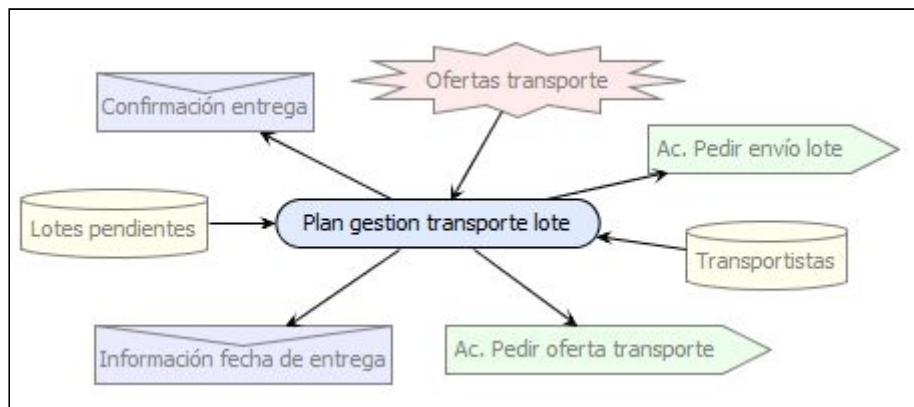 Ofertas transporte
Confirmación entrega
Ac. Pedir envío lote
Lotes pendientes
Plan gestion transporte lote
Transportistas
Información fecha de entrega
Ac. Pedir oferta transporte